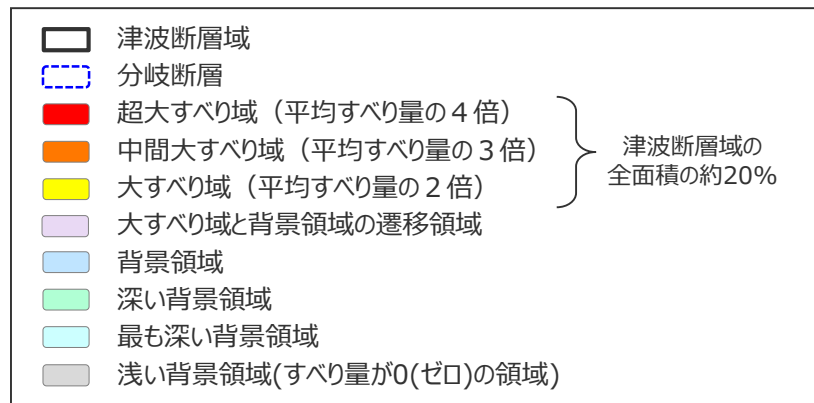 津波断層域
分岐断層
超大すべり域（平均すべり量の４倍）
中間大すべり域（平均すべり量の３倍）
大すべり域（平均すべり量の２倍）
津波断層域の
全面積の約20%
大すべり域と背景領域の遷移領域
背景領域
深い背景領域
最も深い背景領域
浅い背景領域(すべり量が0(ゼロ)の領域)